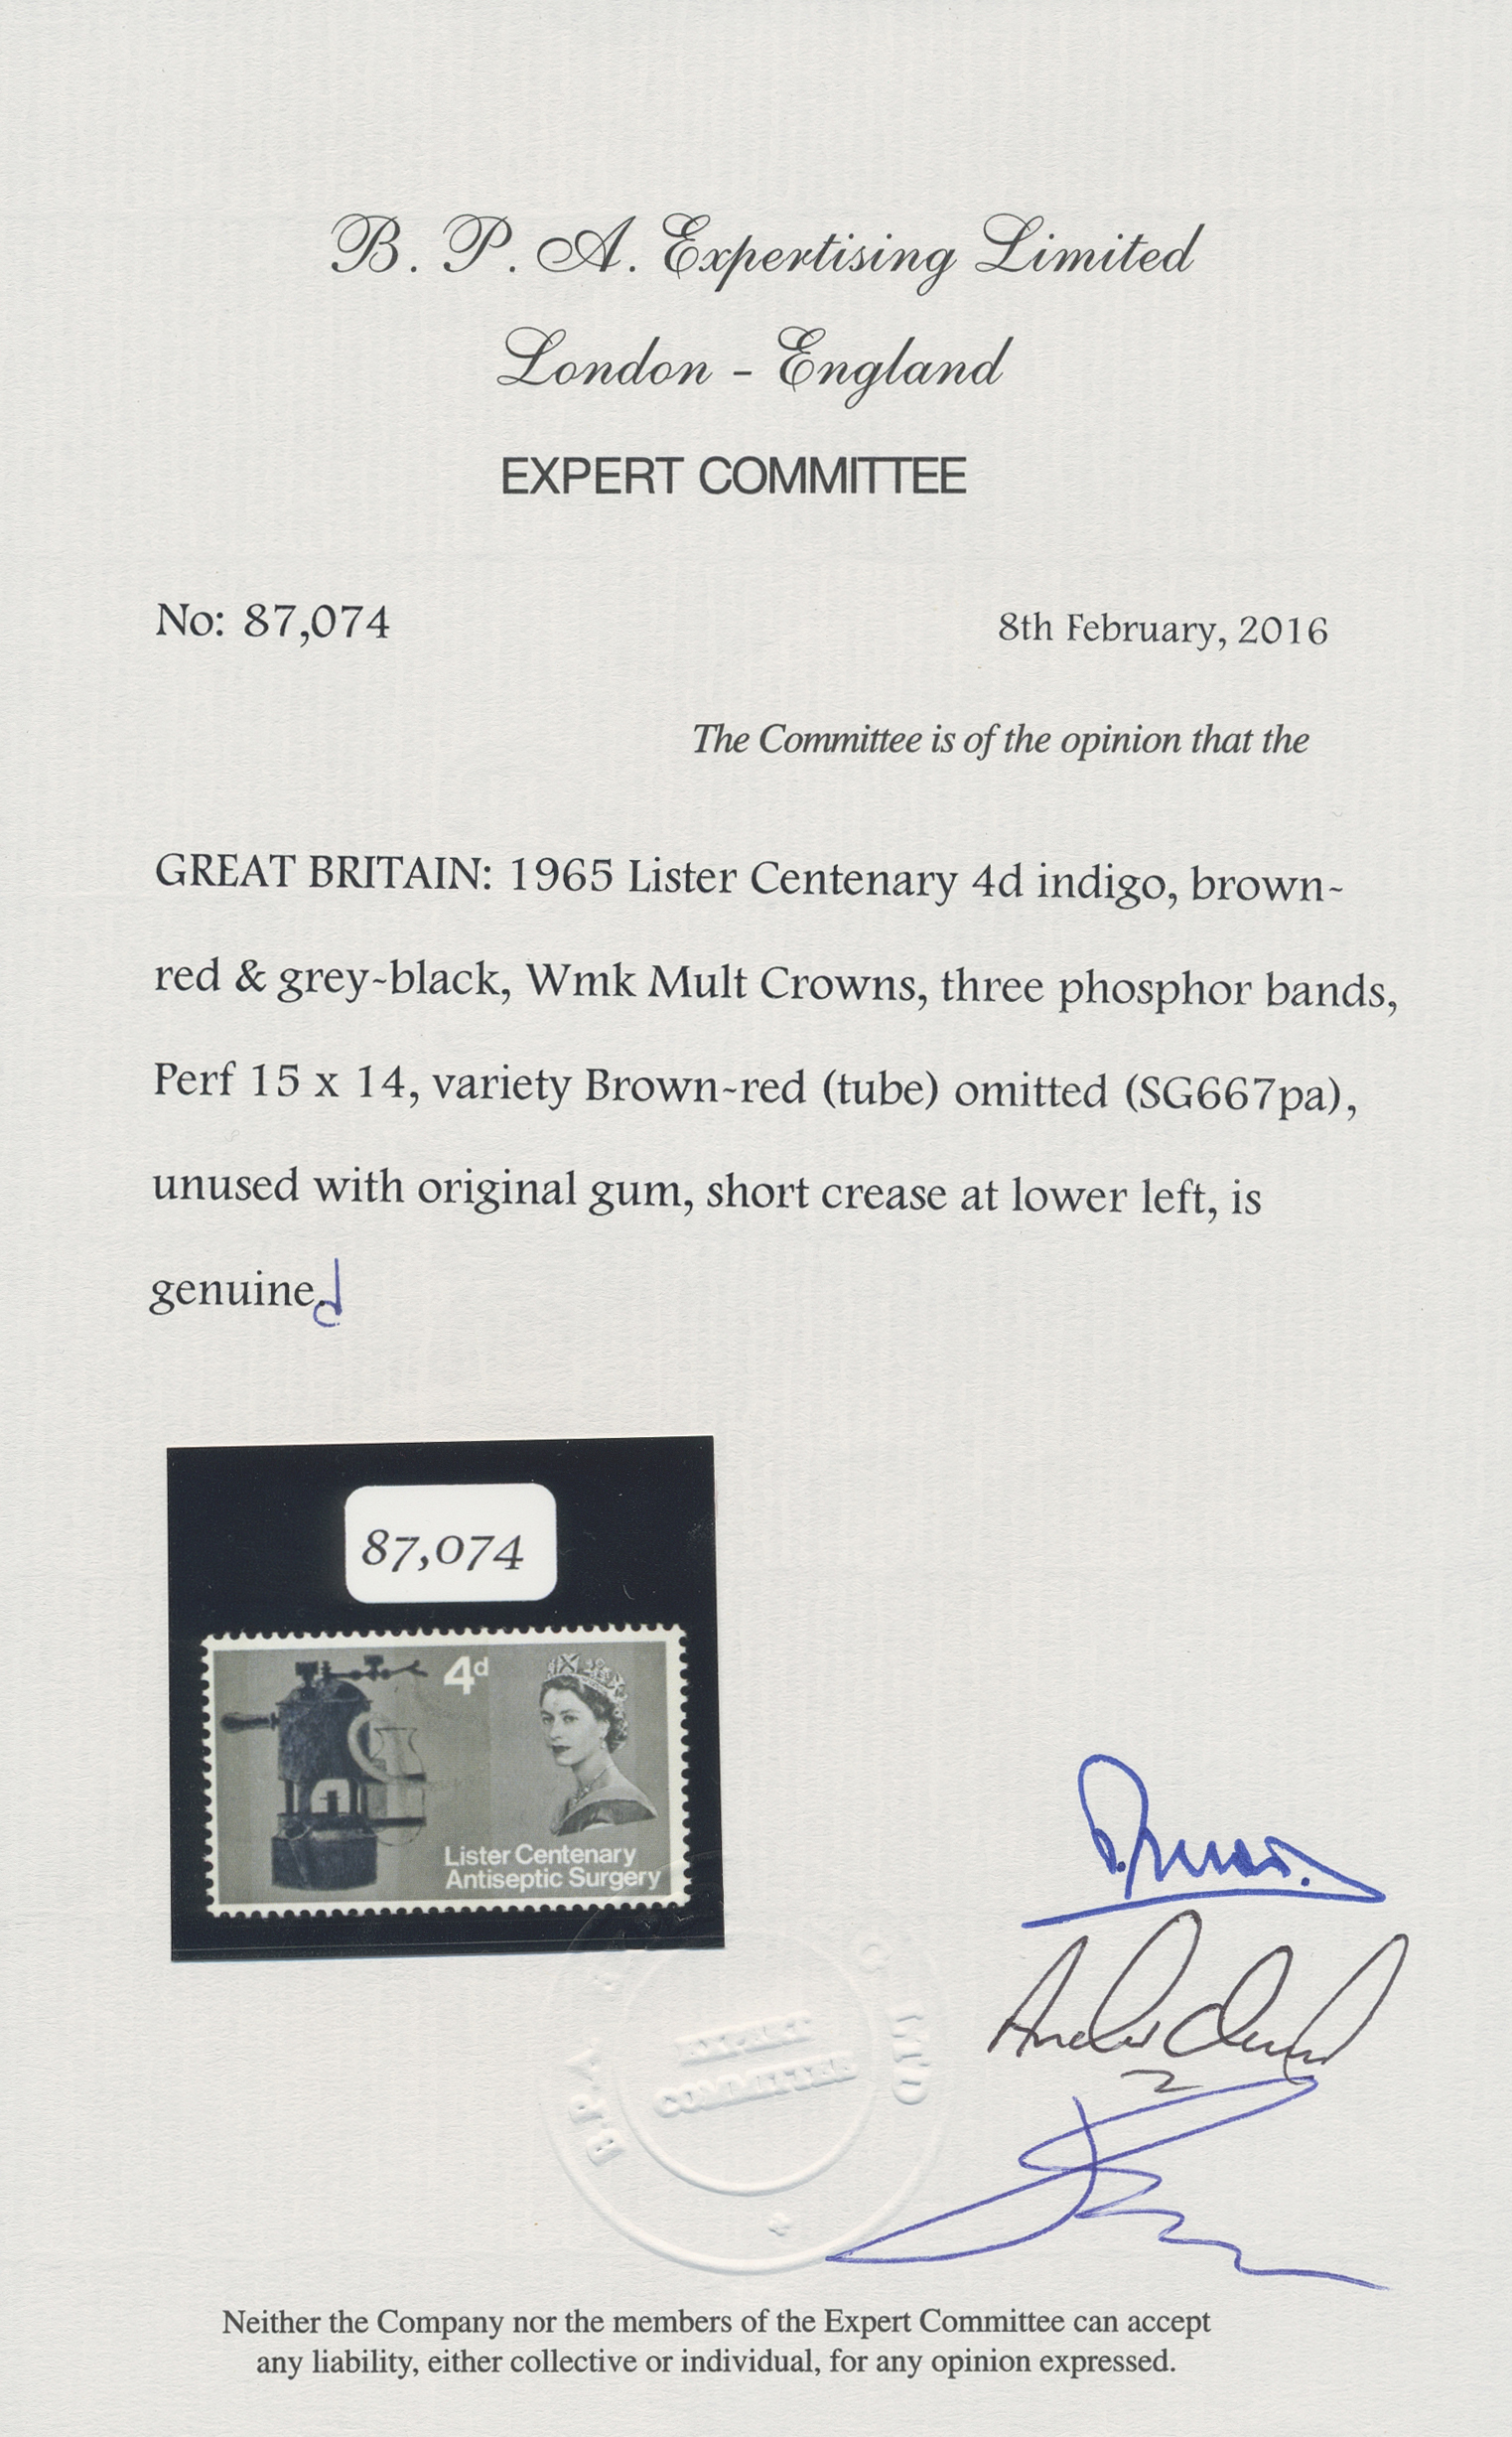 B. P. A. Expertising Limited
London - England
EXPERT COMMITTEE
No: 87,074
8th February, 2016
The Committee is of the opinion that the
GREAT BRITAIN: 1965 Lister Centenary 4d indigo, brown-
red & grey-black, Wmk Mult Crowns, three phosphor bands,
Perf 15 x 14, variety Brown-red (tube) omitted (SG667pa),
unused with original gum, short crease at lower left, is
genuine.
87,074
4d
Lister Centenary
Antiseptic Surgery
B.P.A.
LTD
EXPERT
COMMITTEE
Neither the Company nor the members of the Expert Committee can accept
any liability, either collective or individual, for any opinion expressed.